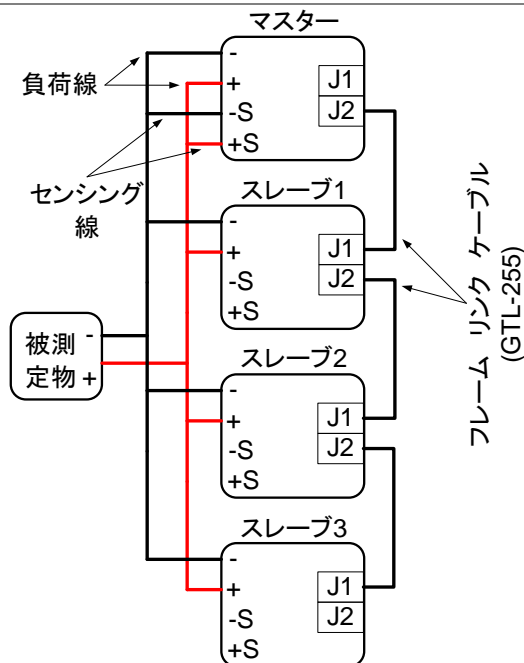 マスター
-
+
-S
+S
J1
J2
負荷線
センシング
線
スレーブ1
-
+
-S
+S
J1
J2
被測
定物
-
+
スレーブ2
-
+
-S
+S
J1
J2
スレーブ3
-
+
-S
+S
J1
J2
フレーム リンク ケーブル
(GTL-255)